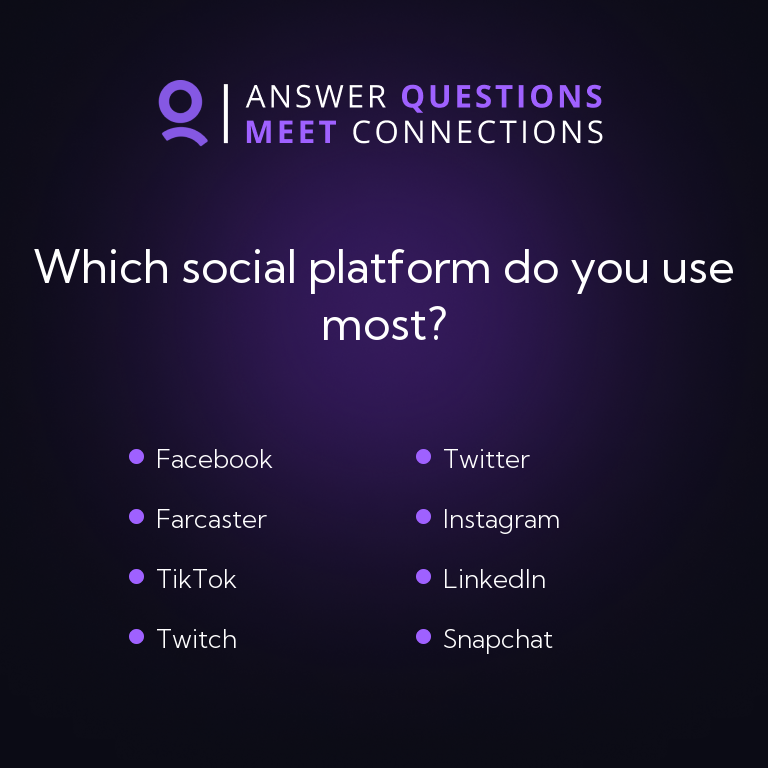 ANSWER QUESTIONS
MEET CONNECTIONS
Which social platform do you use
most?
Facebook
Twitter
Farcaster
Instagram
TikTok
LinkedIn
Twitch
Snapchat